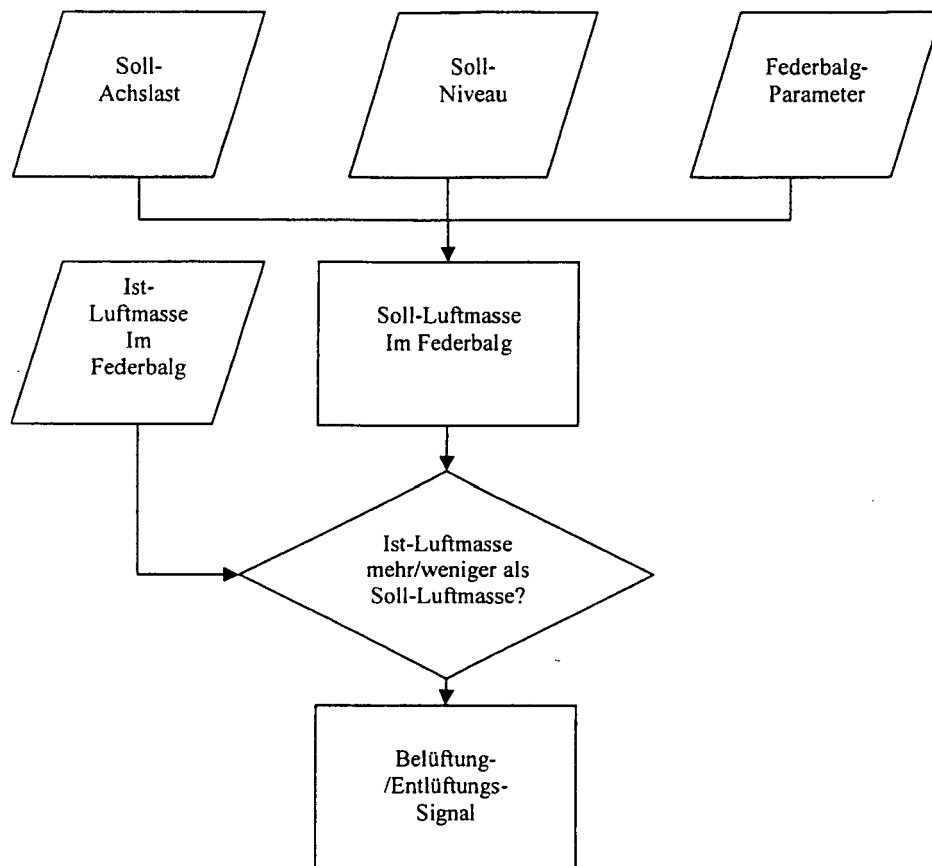 Soll-
Achslast
Soll-
Niveau
Federbalg-
Parameter
Ist-
Luftmasse
Im
Federbalg
Soll-Luftmasse
Im Federbalg
Ist-Luftmasse
mehr/weniger als
Soll-Luftmasse?
Belüftung-
/Entlüftungs-
Signal